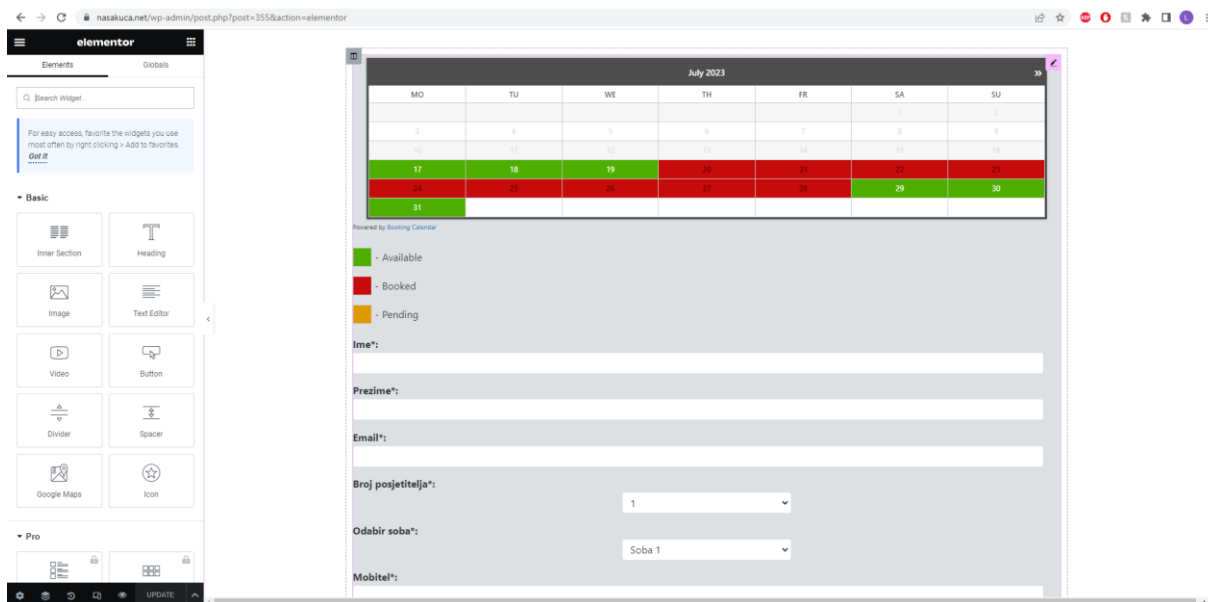 nasakuca.net/wp-admin/post.php?post=355&action=elementor
elementor
Elements Globals
Search Widget...
For easy access, favorite the widgets you use
most often by right clicking > Add to favorites.
Got It
Basic
Inner Section Heading
Image Text Editor
Video Button
Divider Spacer
Google Maps Icon
Pro
UPDATE
July 2023 »
MO TU WE TH FR SA SU
1 2
3 4 5 6 7 8 9
10 11 12 13 14 15 16
17 18 19 20 21 22 23
24 25 26 27 28 29 30
31
Powered by Booking Calendar
- Available
- Booked
- Pending
Ime*:
Prezime*:
Email*:
Broj posjetitelja*:
1
Odabir soba*:
Soba 1
Mobitel*: